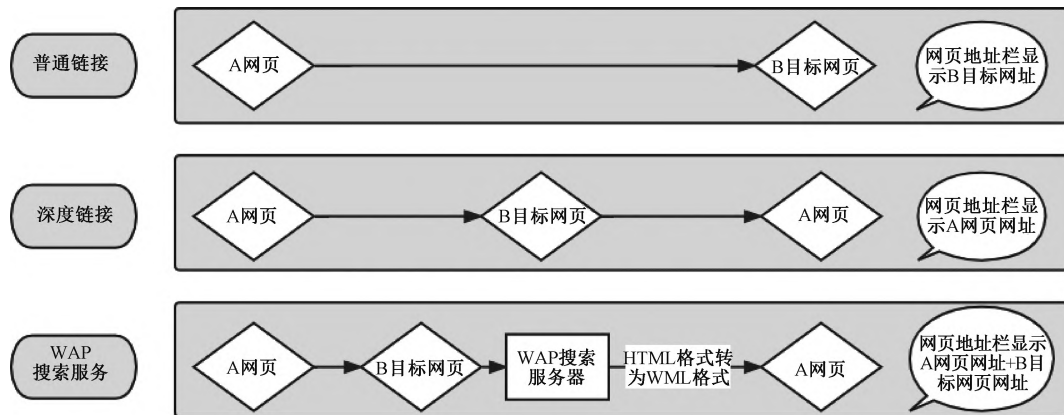 普通链接
A网页
B目标网页
网页地址栏显
示B目标网址
深度链接
A网页
B目标网页
A网页
网页地址栏显
示A网页网址
WAP
搜索服务
A网页
B目标网页
WAP搜索
服务器
HTML格式转
为WML格式
A网页
网页地址栏显示
A网页网址+B目
标网页网址